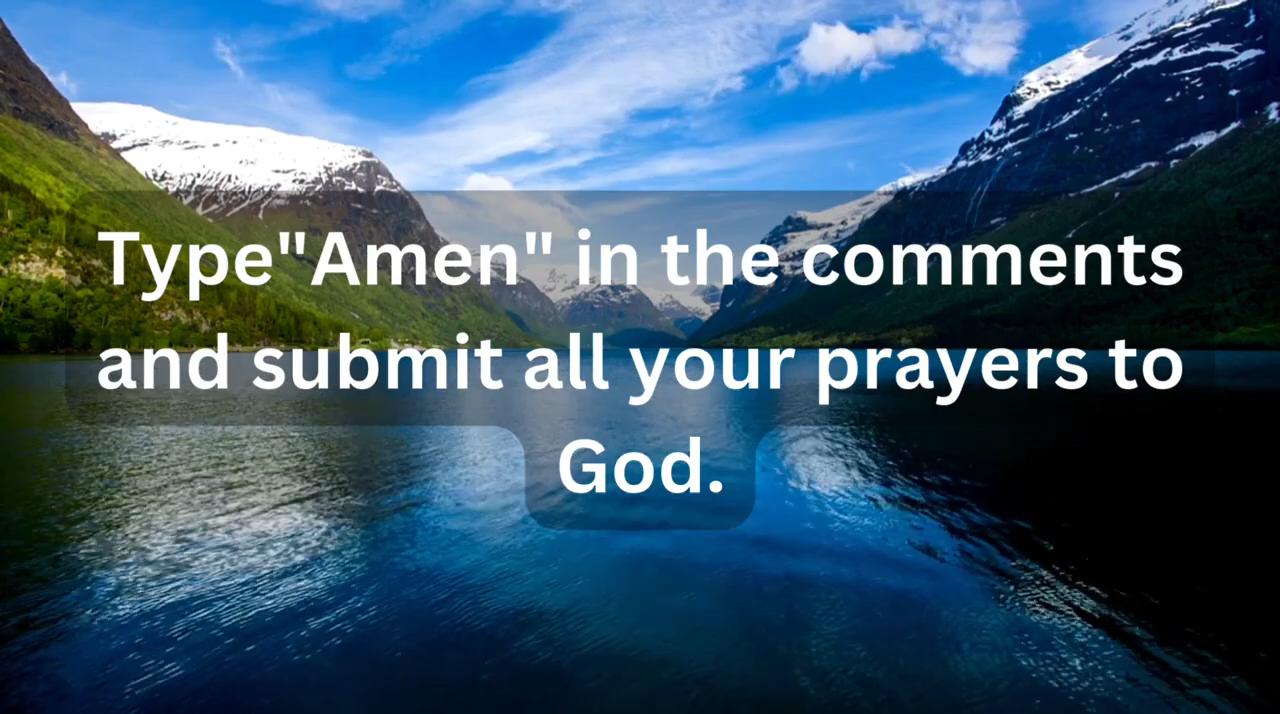 Type"Amen" in the comments
and submit all your prayers to
God.